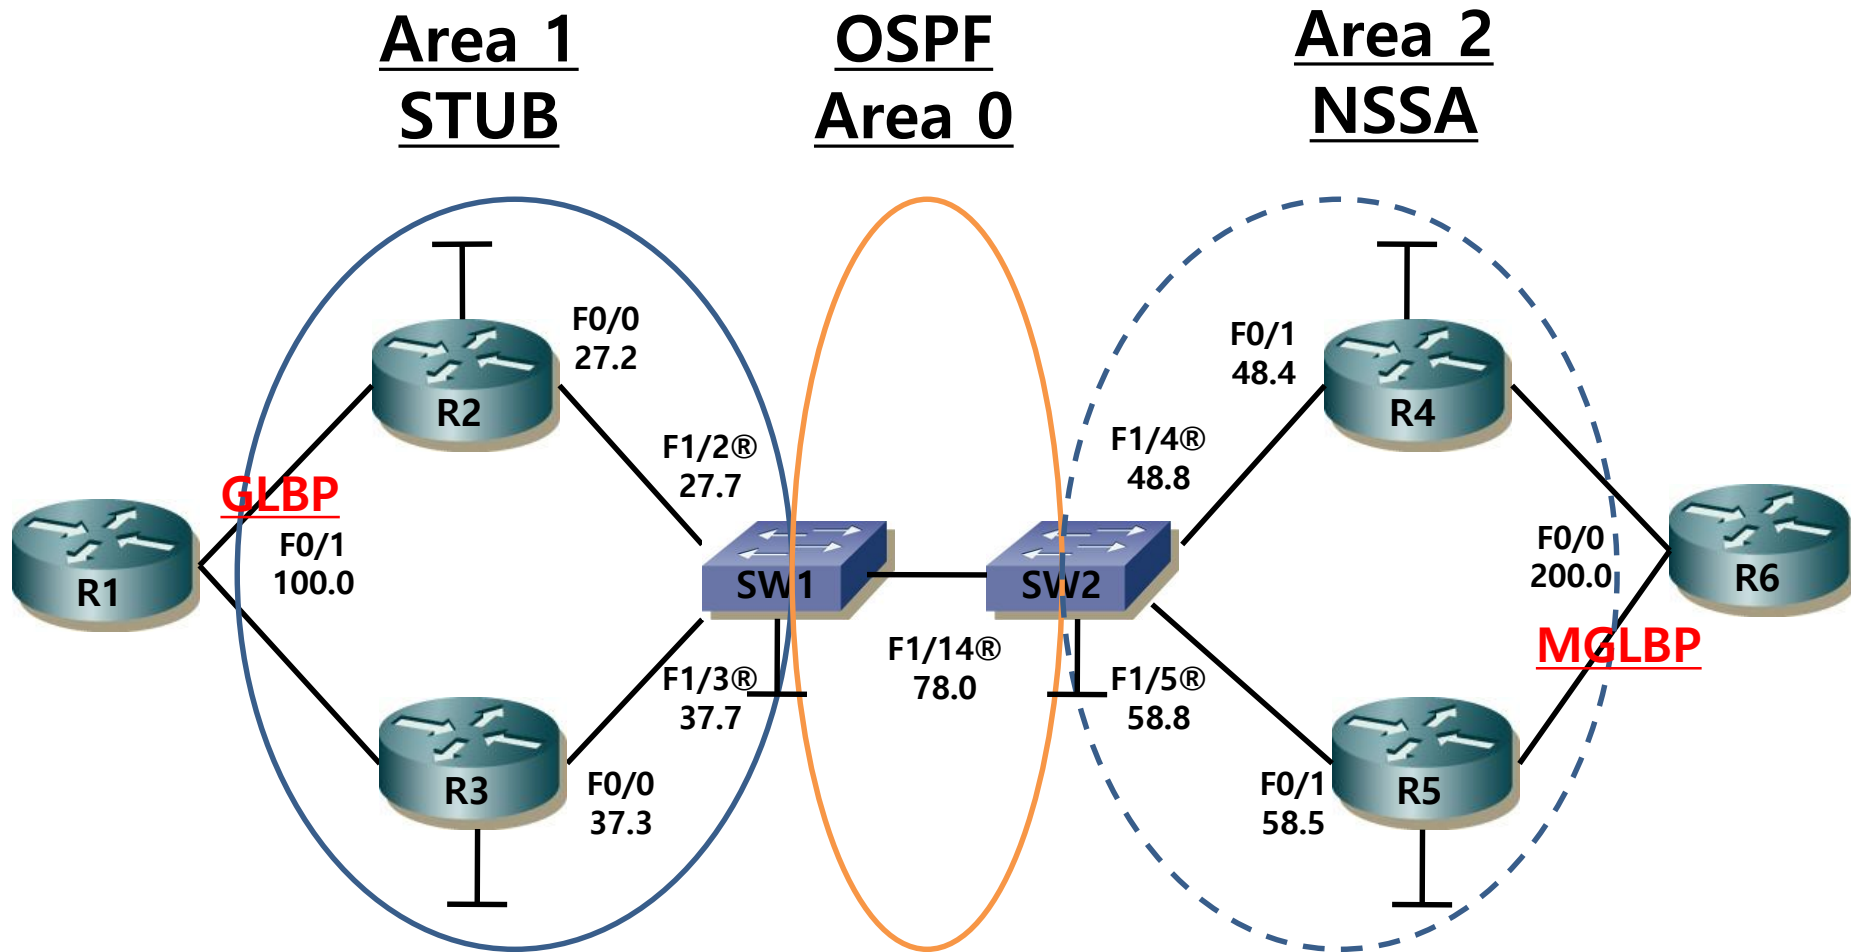 Area 1
STUB
OSPF
Area 0
Area 2
NSSA
F0/0
27.2
R2
F1/2®
27.7
GLBP
F0/1
100.0
R1
SW1
F1/3®
37.7
R3
F0/0
37.3
F1/14®
78.0
SW2
F0/1
48.4
R4
F1/4®
48.8
F1/5®
58.8
F0/1
58.5
R5
F0/0
200.0
R6
MGLBP